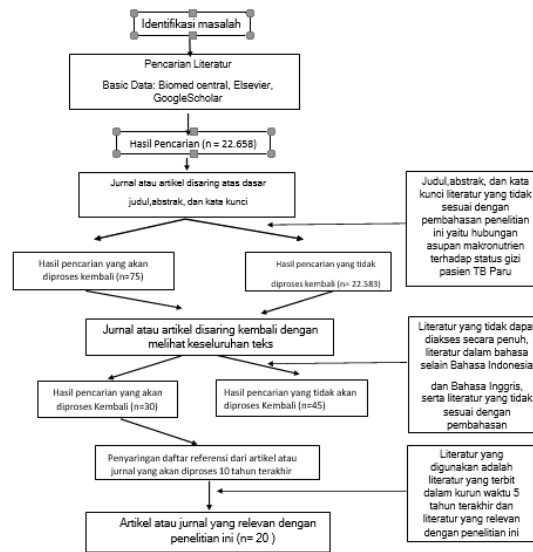 Identifikasi masalah
Pencarian Literatur
Basic Data: Biomed central, Elsevier,
GoogleScholar
Hasil Pencarian (n = 22.658)
Jurnal atau artikel disaring atas dasar
judul,abstrak, dan kata kunci
Judul,abstrak, dan kata
kunci literatur yang tidak
sesuai dengan
pembahasan penelitian
ini yaitu hubungan
asupan makronutrien
terhadap status gizi
pasien TB Paru
Hasil pencarian yang akan
diproses kembali (n=75)
Hasil pencarian yang tidak
diproses kembali (n= 22.583)
Jurnal atau artikel disaring kembali dengan
melihat keseluruhan teks
Literatur yang tidak dapat
diakses secara penuh,
literatur dalam bahasa
selain Bahasa Indonesia
dan Bahasa Inggris,
serta literatur yang tidak
sesuai dengan
pembahasan
Hasil pencarian yang akan
diproses Kembali (n=30)
Hasil pencarian yang tidak akan
diproses Kembali (n=45)
Penyaringan daftar referensi dari artikel atau
jurnal yang akan diproses 10 tahun terakhir
Literatur yang
digunakan adalah
literatur yang terbit
dalam kurun waktu 5
tahun terakhir dan
literatur yang relevan
dengan penelitian ini
Artikel atau jurnal yang relevan dengan
penelitian ini (n= 20 )